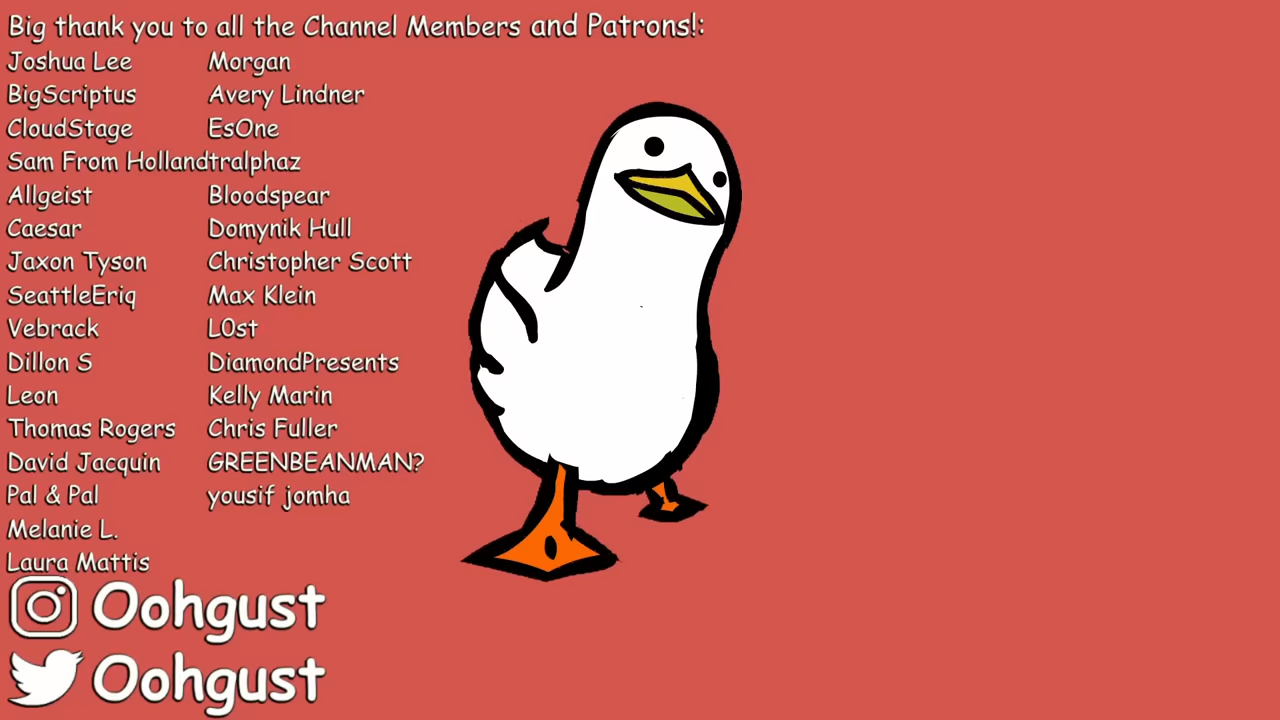 Big thank you to all the Channel Members and Patrons!:
Joshua Lee
BigScriptus
CloudStage
Sam From Holland
Allgeist
Caesar
Jaxon Tyson
SeattleEriq
Vebrack
Dillon S
Leon
Thomas Rogers
David Jacquin
Pal & Pal
Melanie L.
Laura Mattis
Morgan
Avery Lindner
EsOne
tralphaz
Bloodspear
Domynik Hull
Christopher Scott
Max Klein
L0st
DiamondPresents
Kelly Marin
Chris Fuller
GREENBEANMAN?
yousif jomha
Oohgust
Oohgust